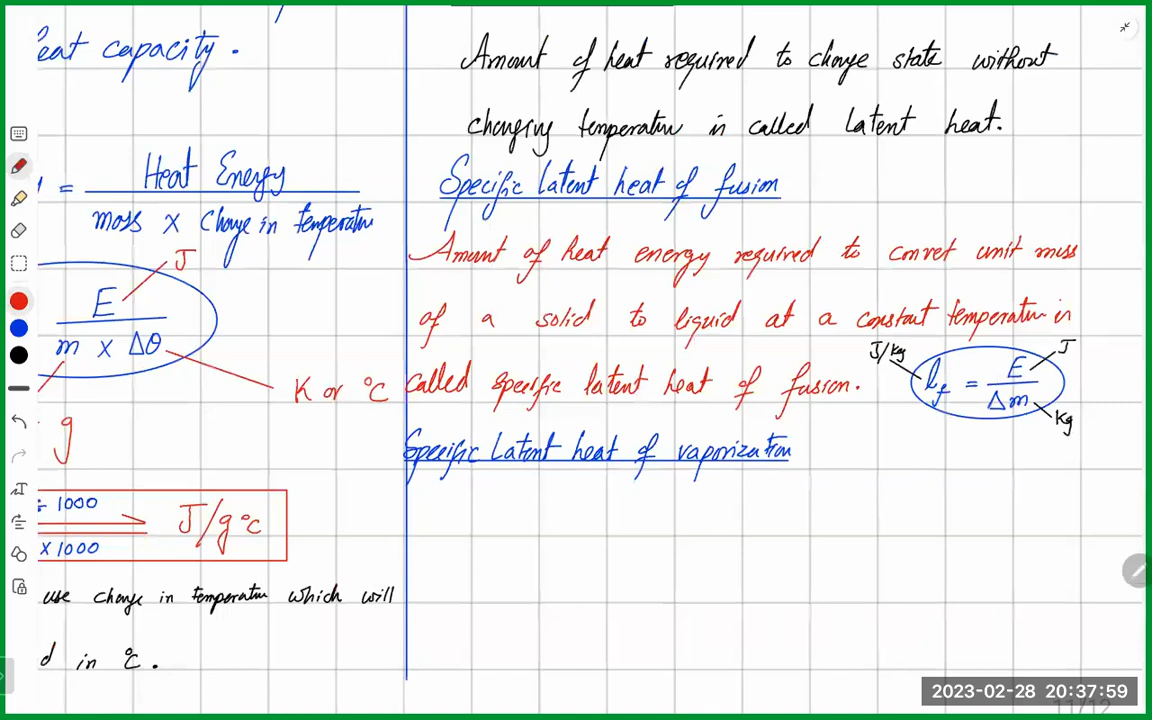 eat capacity.
= Heat Energy
mass x Change in temperature
J
E
m x Δθ
K or °C
g
÷ 1000
x 1000
J/g°C
use change in temperature which will
d in °C.
Amount of heat required to change state without
changing temperature is called latent heat.
Specific latent heat of fusion
Amount of heat energy required to convet unit mass
of a solid to liquid at a constant temperature is
called specific latent heat of fusion.
J/kg
lf = E
Δm
J
Kg
Specific Latent heat of vaporization
2023-02-28 20:37:59
11/12